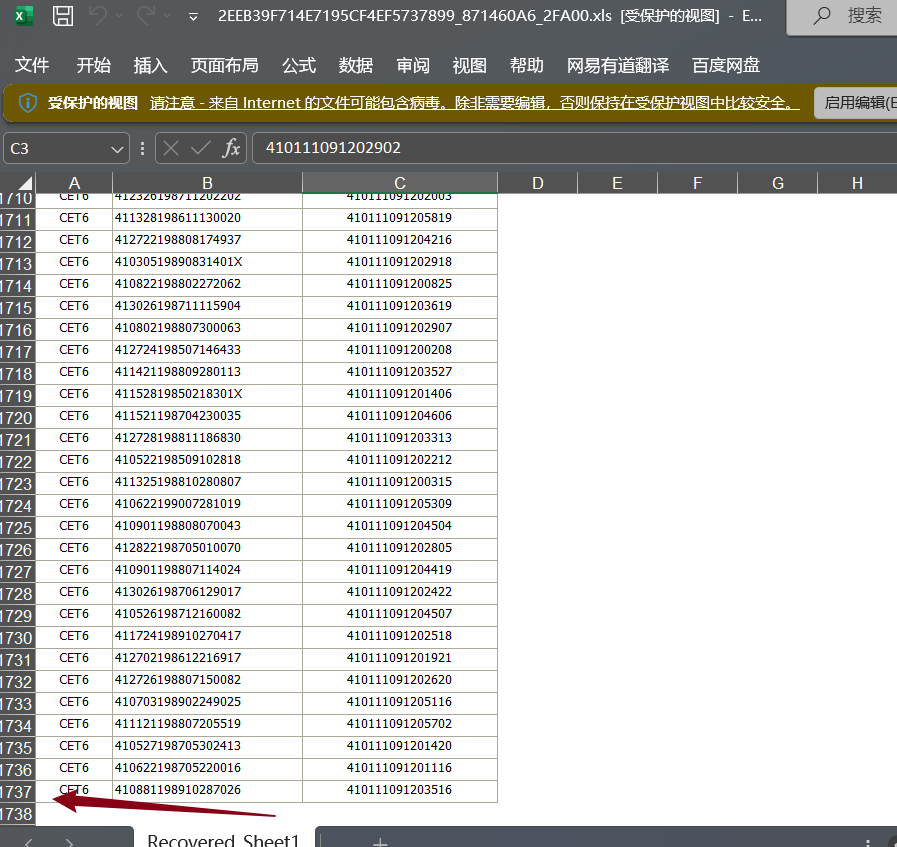 2EEB39F714E7195CF4EF5737899_871460A6_2FA00.xls [受保护的视图] - E...
搜索
文件 开始 插入 页面布局 公式 数据 审阅 视图 帮助 网易有道翻译 百度网盘
受保护的视图 请注意 - 来自 Internet 的文件可能包含病毒。除非需要编辑，否则保持在受保护视图中比较安全。 启用编辑(E
C3 fx 410111091202902
A B C D E F G H
1710 CET6 412326198711202202 410111091202003
1711 CET6 411328198611130020 410111091205819
1712 CET6 412722198808174937 410111091204216
1713 CET6 41030519890831401X 410111091202918
1714 CET6 410822198802272062 410111091200825
1715 CET6 413026198711115904 410111091203619
1716 CET6 410802198807300063 410111091202907
1717 CET6 412724198507146433 410111091200208
1718 CET6 411421198809280113 410111091203527
1719 CET6 41152819850218301X 410111091201406
1720 CET6 411521198704230035 410111091204606
1721 CET6 412728198811186830 410111091203313
1722 CET6 410522198509102818 410111091202212
1723 CET6 411325198810280807 410111091200315
1724 CET6 410622199007281019 410111091205309
1725 CET6 410901198808070043 410111091204504
1726 CET6 412822198705010070 410111091202805
1727 CET6 410901198807114024 410111091204419
1728 CET6 413026198706129017 410111091202422
1729 CET6 410526198712160082 410111091204507
1730 CET6 411724198910270417 410111091202518
1731 CET6 412702198612216917 410111091201921
1732 CET6 412726198807150082 410111091202620
1733 CET6 410703198902249025 410111091205116
1734 CET6 411121198807205519 410111091205702
1735 CET6 410527198705302413 410111091201420
1736 CET6 410622198705220016 410111091201116
1737 CET6 410881198910287026 410111091203516
1738
Recovered_Sheet1